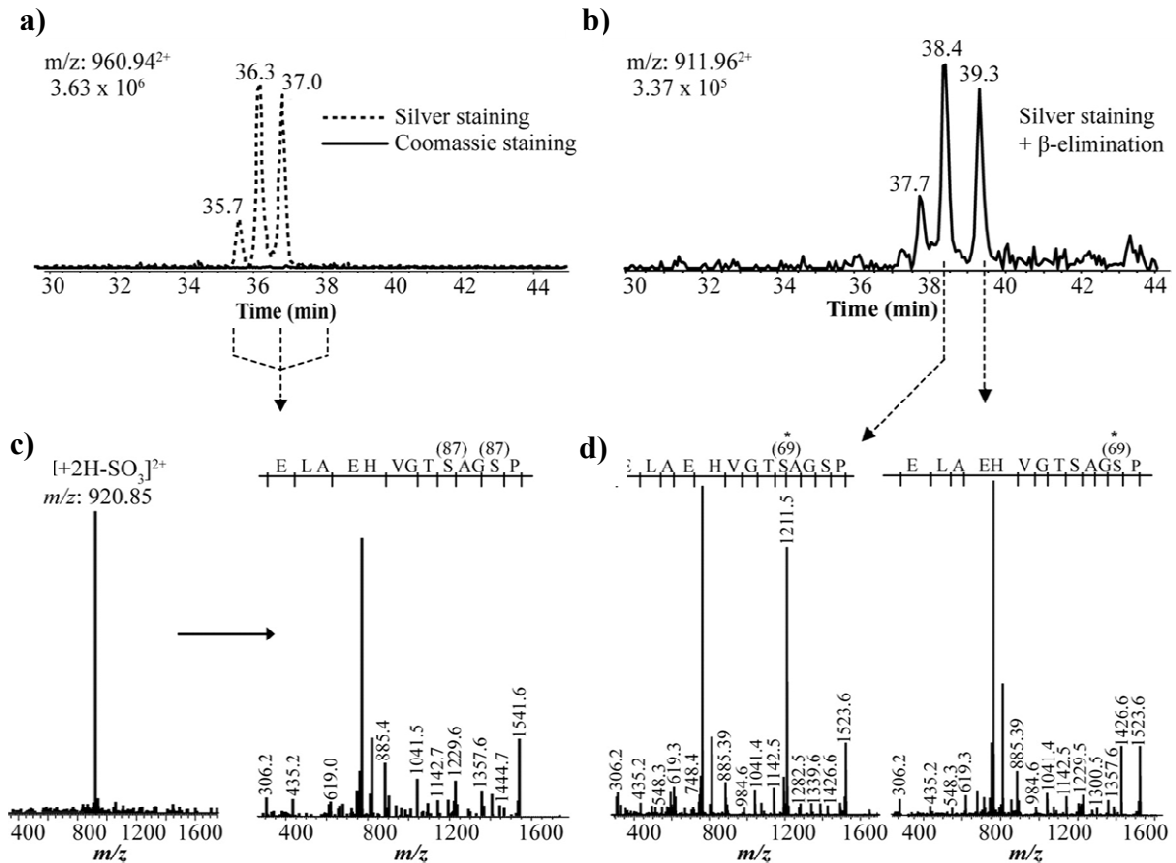 a)
m/z: 960.94²⁺
3.63 x 10⁶
36.3
37.0
35.7
Silver staining
Coomassic staining
30 32 34 36 38 40 42 44
Time (min)
b)
m/z: 911.96²⁺
3.37 x 10⁵
38.4
39.3
37.7
Silver staining
+ β-elimination
30 32 34 36 38 40 42 44
Time (min)
c)
[+2H-SO₃]²⁺
m/z: 920.85
400 800 1200 1600
m/z
(87) (87)
E LA EH VGT SAGS P
306.2
435.2
619.0
885.4
1041.5
1142.7
1229.6
1357.6
1444.7
1541.6
400 800 1200 1600
m/z
d)
*
(69)
E L A E H V G T S A G S P
306.2
435.2
548.3
619.3
748.4
885.39
984.6
1041.4
1142.5
1211.5
1282.5
1339.6
1426.6
1523.6
400 800 1200 1600
m/z
*
(69)
E L A EH V G T S A G S P
306.2
435.2
548.3
619.3
885.39
984.6
1041.4
1142.5
1229.5
1300.5
1357.6
1426.6
1523.6
400 800 1200 1600
m/z